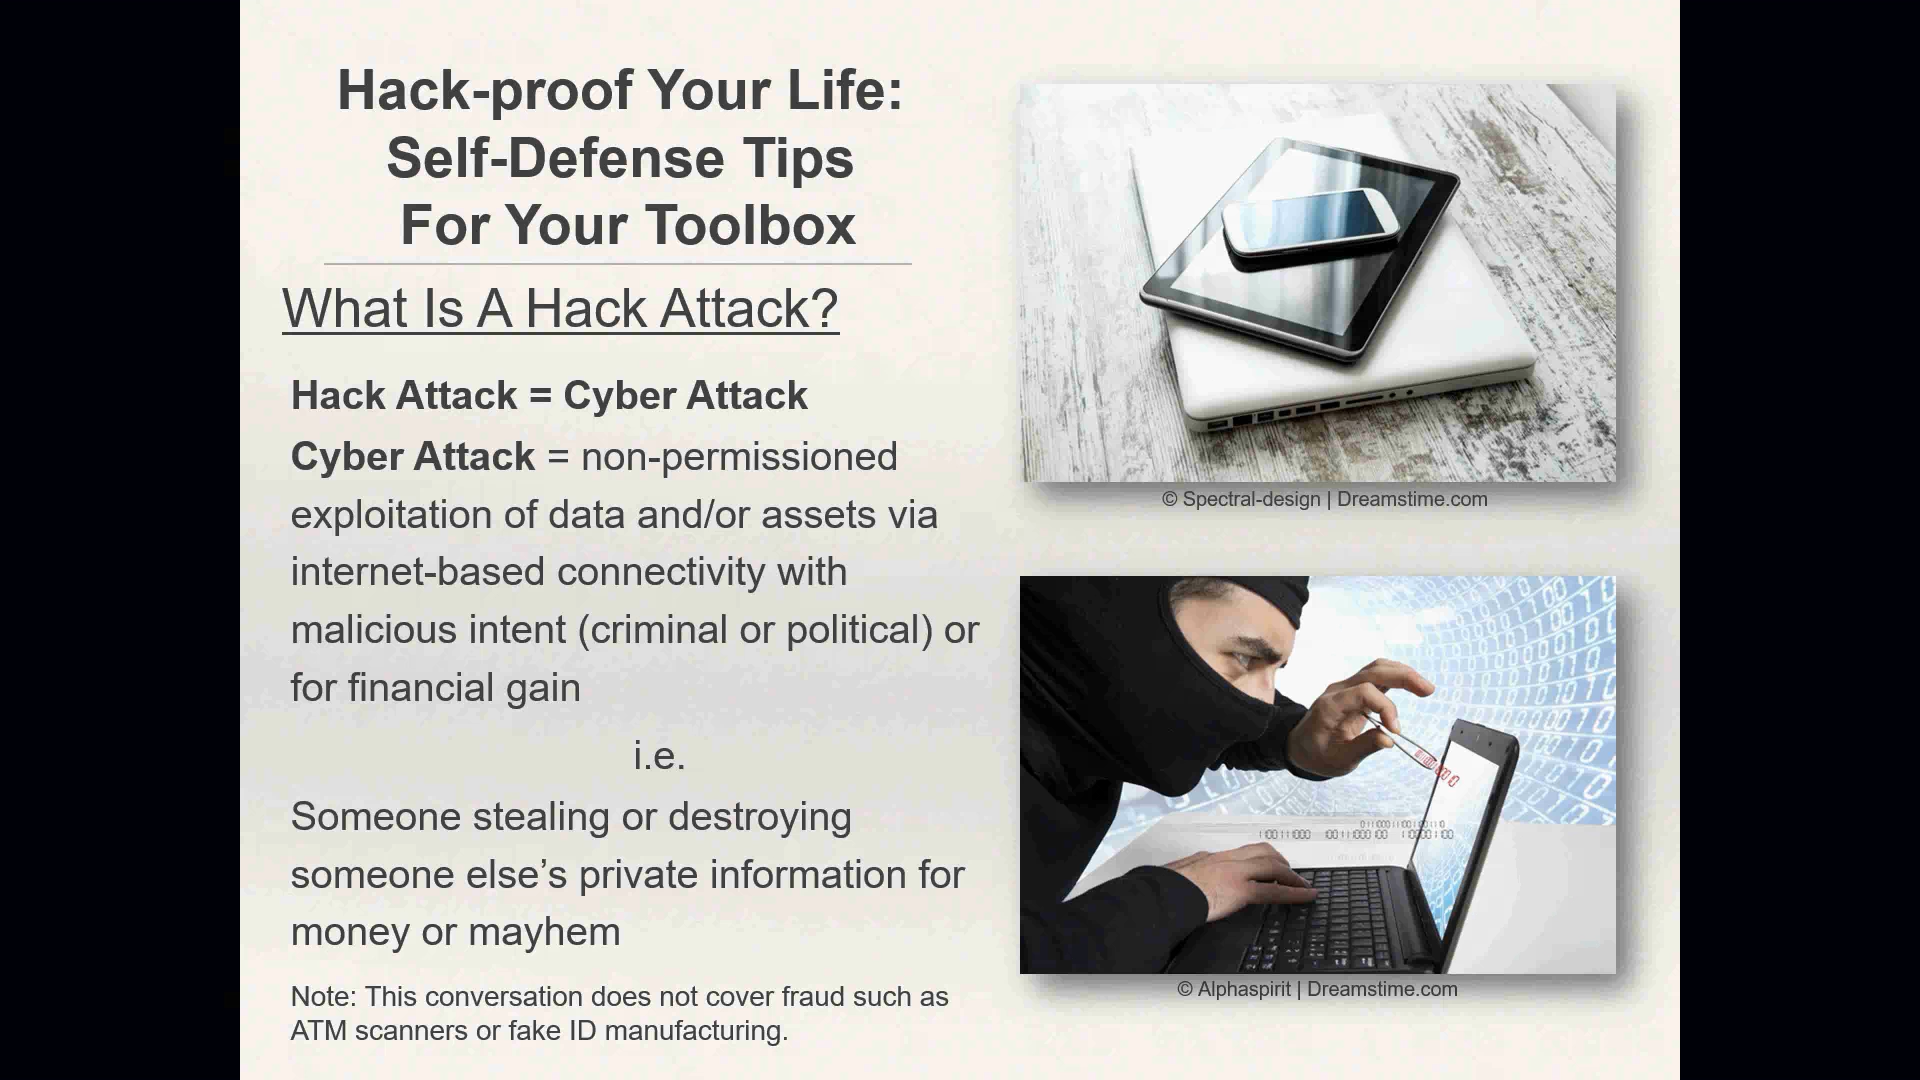 Hack-proof Your Life:
Self-Defense Tips
For Your Toolbox
What Is A Hack Attack?
Hack Attack = Cyber Attack
Cyber Attack = non-permissioned
exploitation of data and/or assets via
internet-based connectivity with
malicious intent (criminal or political) or
for financial gain
i.e.
Someone stealing or destroying
someone else’s private information for
money or mayhem
Note: This conversation does not cover fraud such as
ATM scanners or fake ID manufacturing.
© Spectral-design | Dreamstime.com
© Alphaspirit | Dreamstime.com